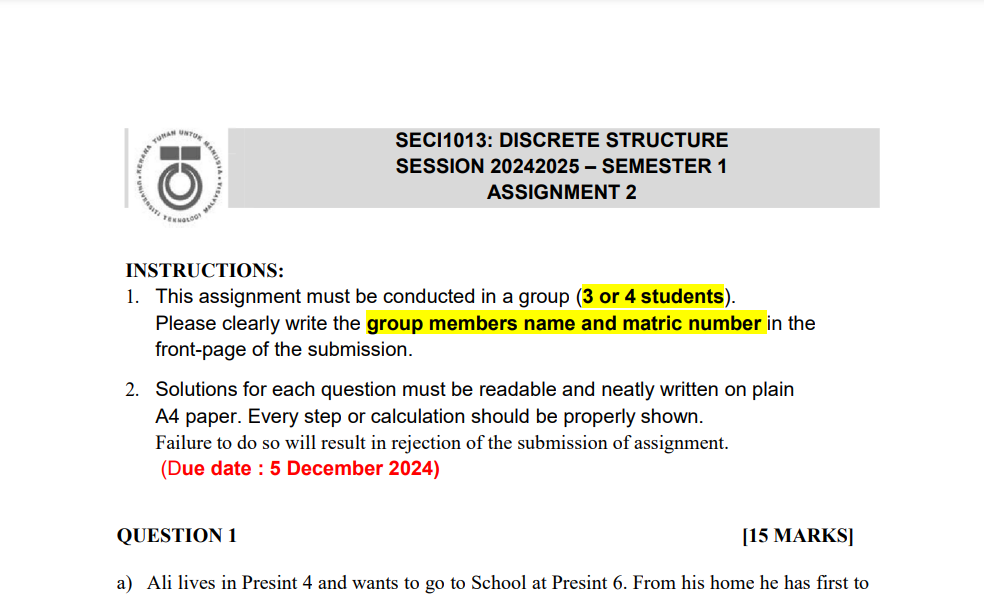 KERANA TUHAN UNTUK MANUSIA
UNIVERSITI TEKNOLOGI MALAYSIA
SECI1013: DISCRETE STRUCTURE
SESSION 20242025 – SEMESTER 1
ASSIGNMENT 2
INSTRUCTIONS:
1. This assignment must be conducted in a group (3 or 4 students).
Please clearly write the group members name and matric number in the
front-page of the submission.
2. Solutions for each question must be readable and neatly written on plain
A4 paper. Every step or calculation should be properly shown.
Failure to do so will result in rejection of the submission of assignment.
(Due date : 5 December 2024)
QUESTION 1 [15 MARKS]
a) Ali lives in Presint 4 and wants to go to School at Presint 6. From his home he has first to